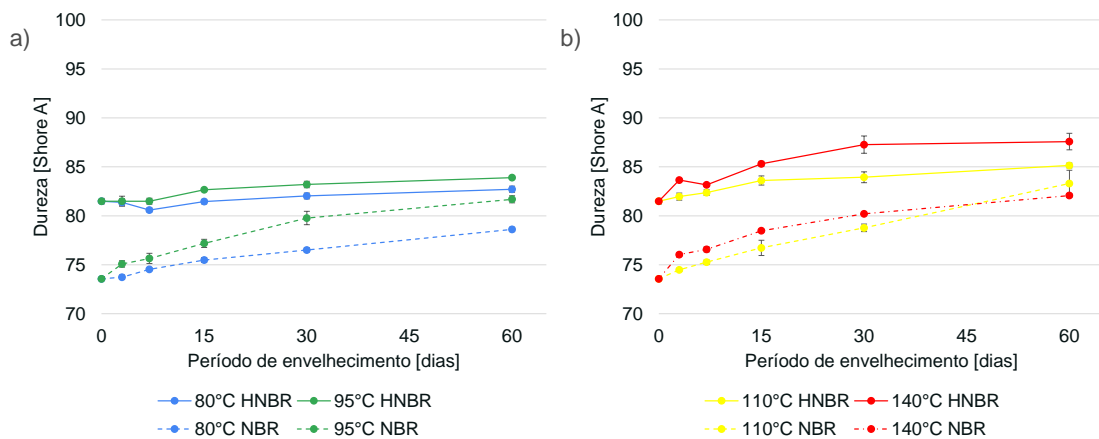 a)
100
95
90
85
80
75
70
Dureza [Shore A]
0 15 30 45 60
Período de envelhecimento [dias]
80°C HNBR 95°C HNBR
80°C NBR 95°C NBR
b)
100
95
90
85
80
75
70
Dureza [Shore A]
0 15 30 45 60
Período de envelhecimento [dias]
110°C HNBR 140°C HNBR
110°C NBR 140°C NBR